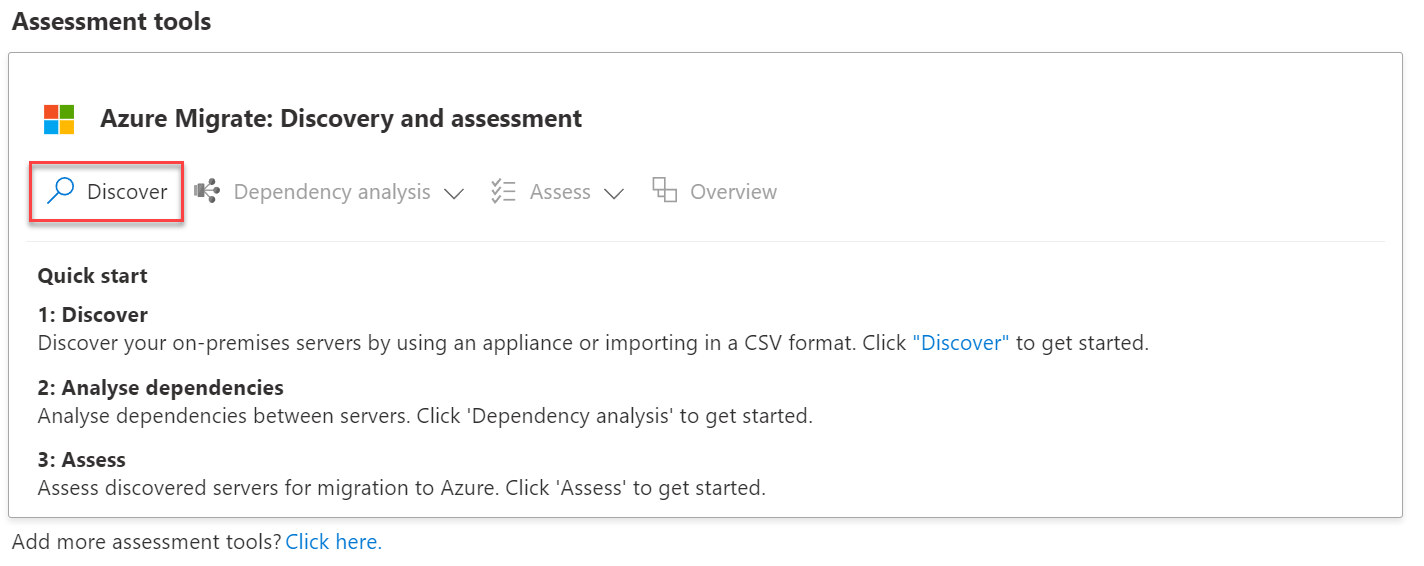 Assessment tools
Azure Migrate: Discovery and assessment
Discover Dependency analysis Assess Overview
Quick start
1: Discover
Discover your on-premises servers by using an appliance or importing in a CSV format. Click "Discover" to get started.
2: Analyse dependencies
Analyse dependencies between servers. Click 'Dependency analysis' to get started.
3: Assess
Assess discovered servers for migration to Azure. Click 'Assess' to get started.
Add more assessment tools? Click here.